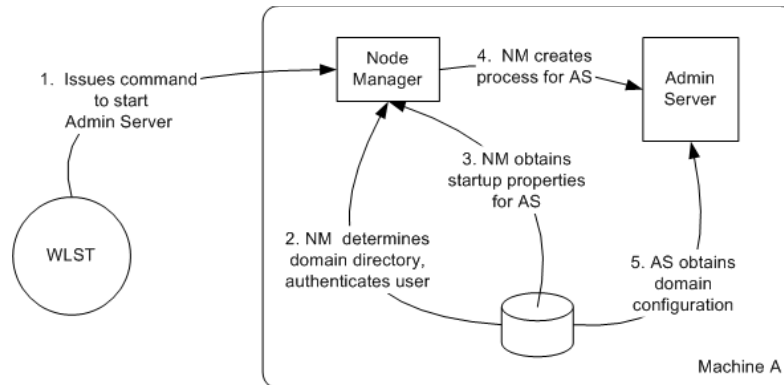 1. Issues command
to start
Admin Server
WLST
Node
Manager
4. NM creates
process for AS
Admin
Server
3. NM obtains
startup properties
for AS
2. NM determines
domain directory,
authenticates user
5. AS obtains
domain
configuration
Machine A